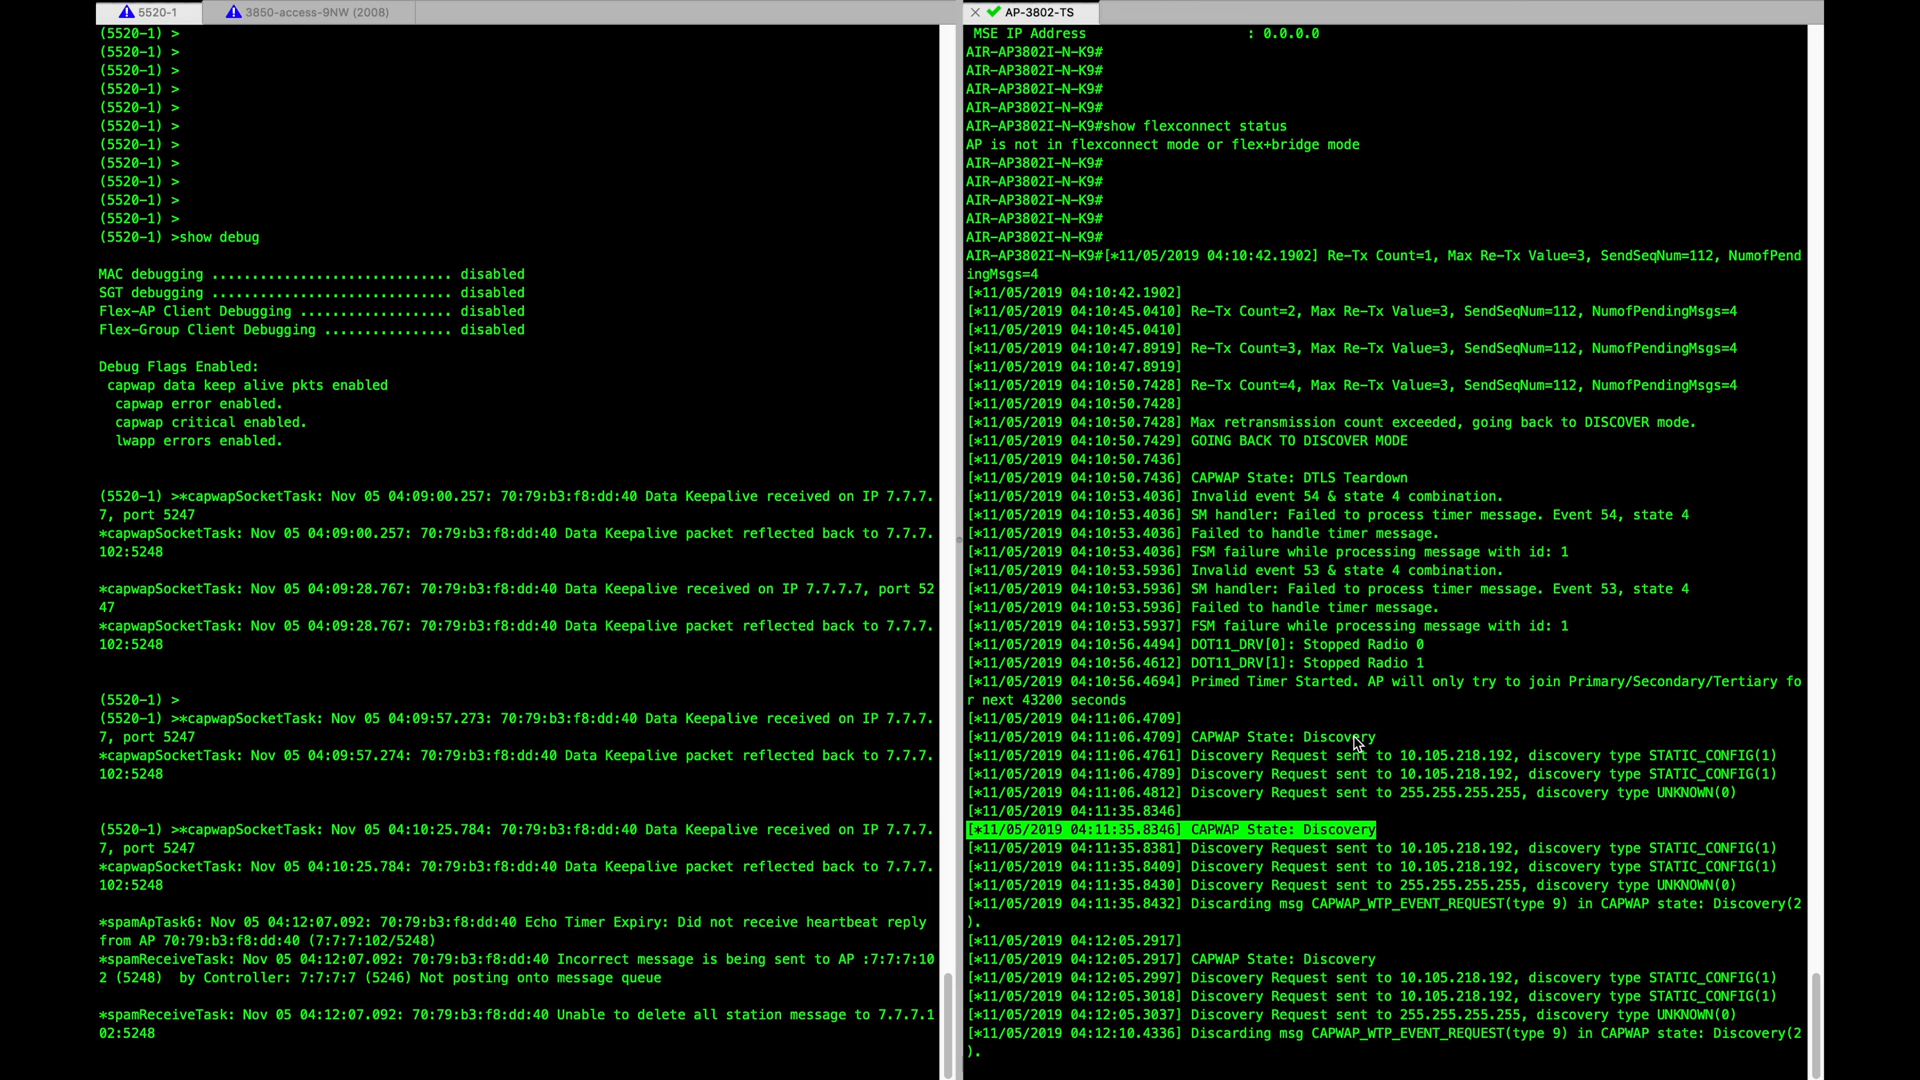 5520-1
3850-access-9NW (2008)
(5520-1) >
(5520-1) >
(5520-1) >
(5520-1) >
(5520-1) >
(5520-1) >
(5520-1) >
(5520-1) >
(5520-1) >
(5520-1) >
(5520-1) >
(5520-1) >show debug
MAC debugging .............................. disabled
SGT debugging .............................. disabled
Flex-AP Client Debugging ................... disabled
Flex-Group Client Debugging ................ disabled
Debug Flags Enabled:
capwap data keep alive pkts enabled
capwap error enabled.
capwap critical enabled.
lwapp errors enabled.
(5520-1) >*capwapSocketTask: Nov 05 04:09:00.257: 70:79:b3:f8:dd:40 Data Keepalive received on IP 7.7.7.
7, port 5247
*capwapSocketTask: Nov 05 04:09:00.257: 70:79:b3:f8:dd:40 Data Keepalive packet reflected back to 7.7.7.
102:5248
*capwapSocketTask: Nov 05 04:09:28.767: 70:79:b3:f8:dd:40 Data Keepalive received on IP 7.7.7.7, port 52
47
*capwapSocketTask: Nov 05 04:09:28.767: 70:79:b3:f8:dd:40 Data Keepalive packet reflected back to 7.7.7.
102:5248
(5520-1) >
(5520-1) >*capwapSocketTask: Nov 05 04:09:57.273: 70:79:b3:f8:dd:40 Data Keepalive received on IP 7.7.7.
7, port 5247
*capwapSocketTask: Nov 05 04:09:57.274: 70:79:b3:f8:dd:40 Data Keepalive packet reflected back to 7.7.7.
102:5248
(5520-1) >*capwapSocketTask: Nov 05 04:10:25.784: 70:79:b3:f8:dd:40 Data Keepalive received on IP 7.7.7.
7, port 5247
*capwapSocketTask: Nov 05 04:10:25.784: 70:79:b3:f8:dd:40 Data Keepalive packet reflected back to 7.7.7.
102:5248
*spamApTask6: Nov 05 04:12:07.092: 70:79:b3:f8:dd:40 Echo Timer Expiry: Did not receive heartbeat reply
from AP 70:79:b3:f8:dd:40 (7:7:7:102/5248)
*spamReceiveTask: Nov 05 04:12:07.092: 70:79:b3:f8:dd:40 Incorrect message is being sent to AP :7:7:7:10
2 (5248)  by Controller: 7:7:7:7 (5246) Not posting onto message queue
*spamReceiveTask: Nov 05 04:12:07.092: 70:79:b3:f8:dd:40 Unable to delete all station message to 7.7.7.1
02:5248
AP-3802-TS
MSE IP Address                    : 0.0.0.0
AIR-AP3802I-N-K9#
AIR-AP3802I-N-K9#
AIR-AP3802I-N-K9#
AIR-AP3802I-N-K9#
AIR-AP3802I-N-K9#show flexconnect status
AP is not in flexconnect mode or flex+bridge mode
AIR-AP3802I-N-K9#
AIR-AP3802I-N-K9#
AIR-AP3802I-N-K9#
AIR-AP3802I-N-K9#
AIR-AP3802I-N-K9#
AIR-AP3802I-N-K9#[*11/05/2019 04:10:42.1902] Re-Tx Count=1, Max Re-Tx Value=3, SendSeqNum=112, NumofPend
ingMsgs=4
[*11/05/2019 04:10:42.1902]
[*11/05/2019 04:10:45.0410] Re-Tx Count=2, Max Re-Tx Value=3, SendSeqNum=112, NumofPendingMsgs=4
[*11/05/2019 04:10:45.0410]
[*11/05/2019 04:10:47.8919] Re-Tx Count=3, Max Re-Tx Value=3, SendSeqNum=112, NumofPendingMsgs=4
[*11/05/2019 04:10:47.8919]
[*11/05/2019 04:10:50.7428] Re-Tx Count=4, Max Re-Tx Value=3, SendSeqNum=112, NumofPendingMsgs=4
[*11/05/2019 04:10:50.7428]
[*11/05/2019 04:10:50.7428] Max retransmission count exceeded, going back to DISCOVER mode.
[*11/05/2019 04:10:50.7429] GOING BACK TO DISCOVER MODE
[*11/05/2019 04:10:50.7436]
[*11/05/2019 04:10:50.7436] CAPWAP State: DTLS Teardown
[*11/05/2019 04:10:53.4036] Invalid event 54 & state 4 combination.
[*11/05/2019 04:10:53.4036] SM handler: Failed to process timer message. Event 54, state 4
[*11/05/2019 04:10:53.4036] Failed to handle timer message.
[*11/05/2019 04:10:53.4036] FSM failure while processing message with id: 1
[*11/05/2019 04:10:53.5936] Invalid event 53 & state 4 combination.
[*11/05/2019 04:10:53.5936] SM handler: Failed to process timer message. Event 53, state 4
[*11/05/2019 04:10:53.5936] Failed to handle timer message.
[*11/05/2019 04:10:53.5937] FSM failure while processing message with id: 1
[*11/05/2019 04:10:56.4494] DOT11_DRV[0]: Stopped Radio 0
[*11/05/2019 04:10:56.4612] DOT11_DRV[1]: Stopped Radio 1
[*11/05/2019 04:10:56.4694] Primed Timer Started. AP will only try to join Primary/Secondary/Tertiary fo
r next 43200 seconds
[*11/05/2019 04:11:06.4709]
[*11/05/2019 04:11:06.4709] CAPWAP State: Discovery
[*11/05/2019 04:11:06.4761] Discovery Request sent to 10.105.218.192, discovery type STATIC_CONFIG(1)
[*11/05/2019 04:11:06.4789] Discovery Request sent to 10.105.218.192, discovery type STATIC_CONFIG(1)
[*11/05/2019 04:11:06.4812] Discovery Request sent to 255.255.255.255, discovery type UNKNOWN(0)
[*11/05/2019 04:11:35.8346]
[*11/05/2019 04:11:35.8346] CAPWAP State: Discovery
[*11/05/2019 04:11:35.8381] Discovery Request sent to 10.105.218.192, discovery type STATIC_CONFIG(1)
[*11/05/2019 04:11:35.8409] Discovery Request sent to 10.105.218.192, discovery type STATIC_CONFIG(1)
[*11/05/2019 04:11:35.8430] Discovery Request sent to 255.255.255.255, discovery type UNKNOWN(0)
[*11/05/2019 04:11:35.8432] Discarding msg CAPWAP_WTP_EVENT_REQUEST(type 9) in CAPWAP state: Discovery(2
).
[*11/05/2019 04:12:05.2917]
[*11/05/2019 04:12:05.2917] CAPWAP State: Discovery
[*11/05/2019 04:12:05.2997] Discovery Request sent to 10.105.218.192, discovery type STATIC_CONFIG(1)
[*11/05/2019 04:12:05.3018] Discovery Request sent to 10.105.218.192, discovery type STATIC_CONFIG(1)
[*11/05/2019 04:12:05.3037] Discovery Request sent to 255.255.255.255, discovery type UNKNOWN(0)
[*11/05/2019 04:12:10.4336] Discarding msg CAPWAP_WTP_EVENT_REQUEST(type 9) in CAPWAP state: Discovery(2
).